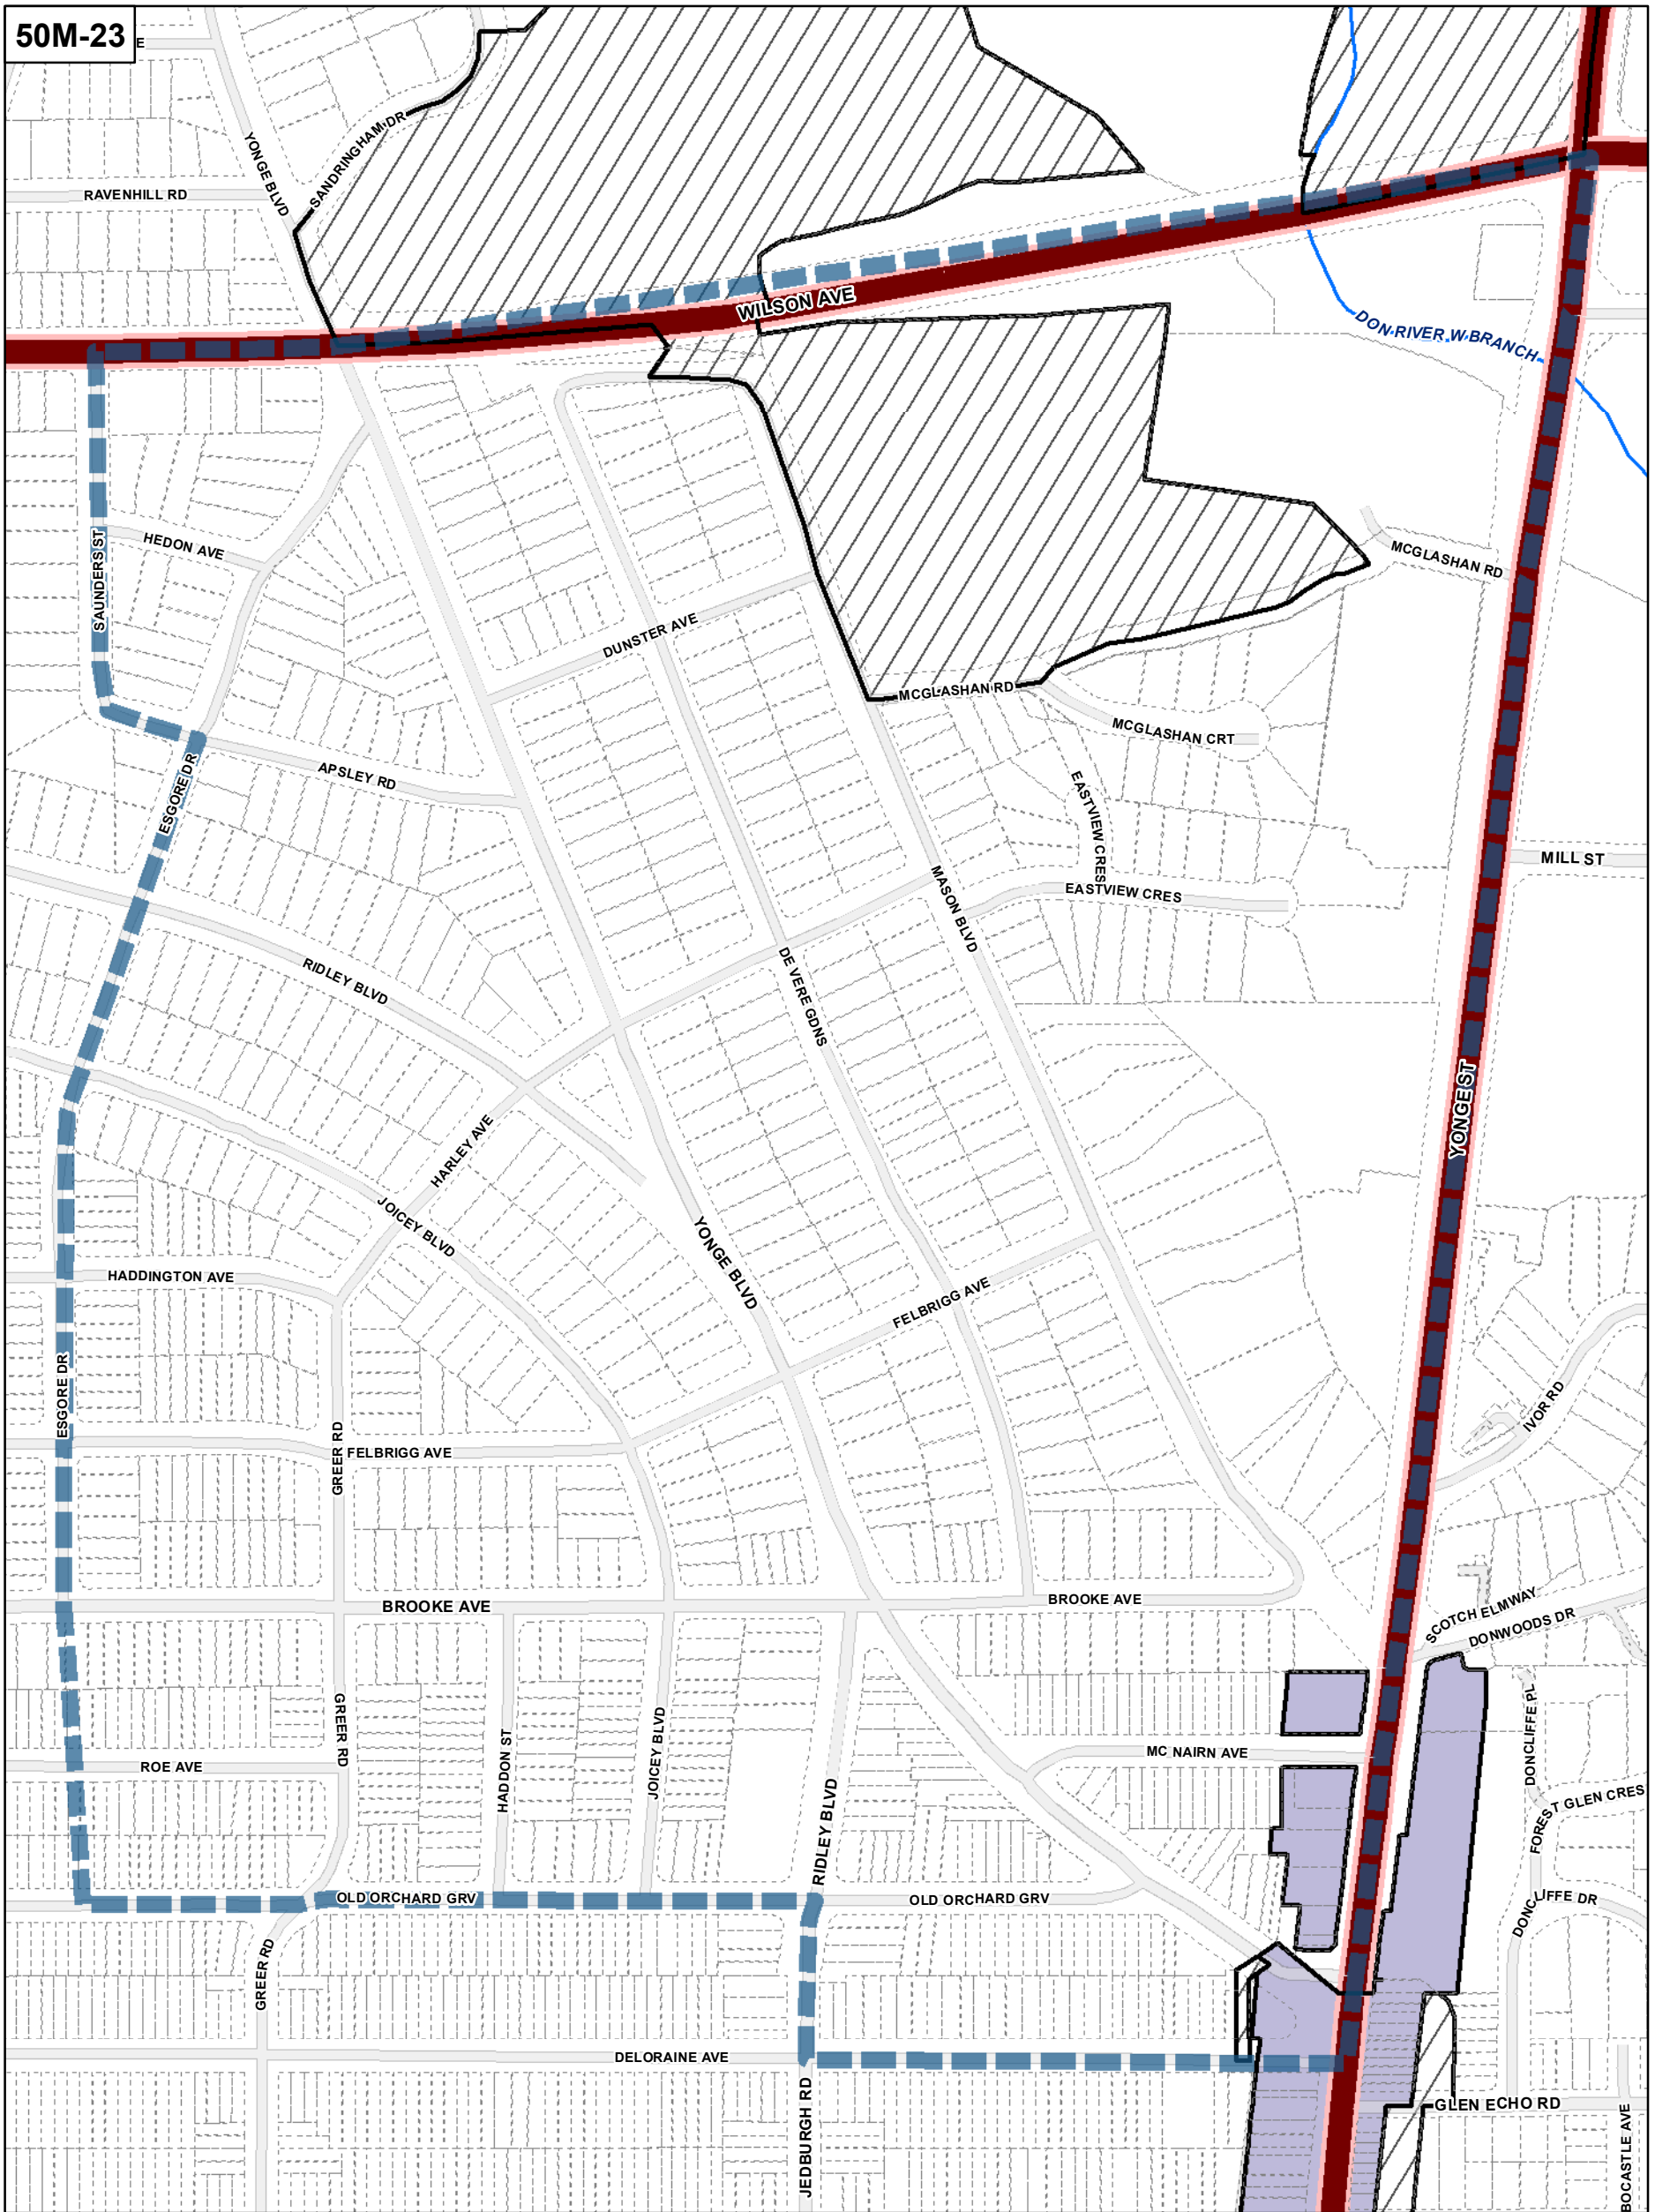 50M-23
E
YONGE BLVD
SANDRINGHAM DR
RAVENHILL RD
WILSON AVE
DON RIVER W BRANCH
HEDON AVE
SAUNDERS ST
MCGLASHAN RD
DUNSTER AVE
MCGLASHAN RD
MCGLASHAN CRT
APSLEY RD
ESGORE DR
EASTVIEW CRES
MILL ST
EASTVIEW CRES
MASON BLVD
RIDLEY BLVD
DE VERE GDNS
YONGE ST
HARLEY AVE
JOICEY BLVD
YONGE BLVD
HADDINGTON AVE
FELBRIGG AVE
ESGORE DR
IVOR RD
GREER RD
FELBRIGG AVE
BROOKE AVE
BROOKE AVE
SCOTCH ELMWAY
DONWOODS DR
DONCLIFFE PL
GREER RD
HADDON ST
JOICEY BLVD
MC NAIRN AVE
ROE AVE
RIDLEY BLVD
FOREST GLEN CRES
OLD ORCHARD GRV
OLD ORCHARD GRV
DONCLIFFE DR
GREER RD
DELORAINE AVE
JEDBURGH RD
GLEN ECHO RD
BOCASTLE AVE